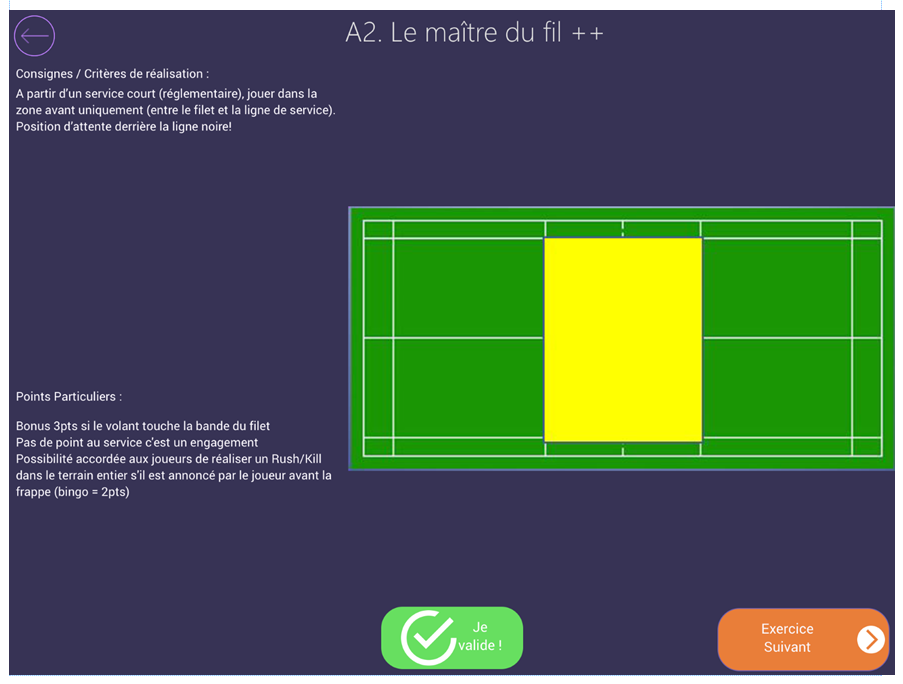 A2. Le maître du fil ++
Consignes / Critères de réalisation :
A partir d'un service court (réglementaire), jouer dans la
zone avant uniquement (entre le filet et la ligne de service).
Position d'attente derrière la ligne noire!
Points Particuliers :
Bonus 3pts si le volant touche la bande du filet
Pas de point au service c'est un engagement
Possibilité accordée aux joueurs de réaliser un Rush/Kill
dans le terrain entier s'il est annoncé par le joueur avant la
frappe (bingo = 2pts)
Je
valide !
Exercice
Suivant